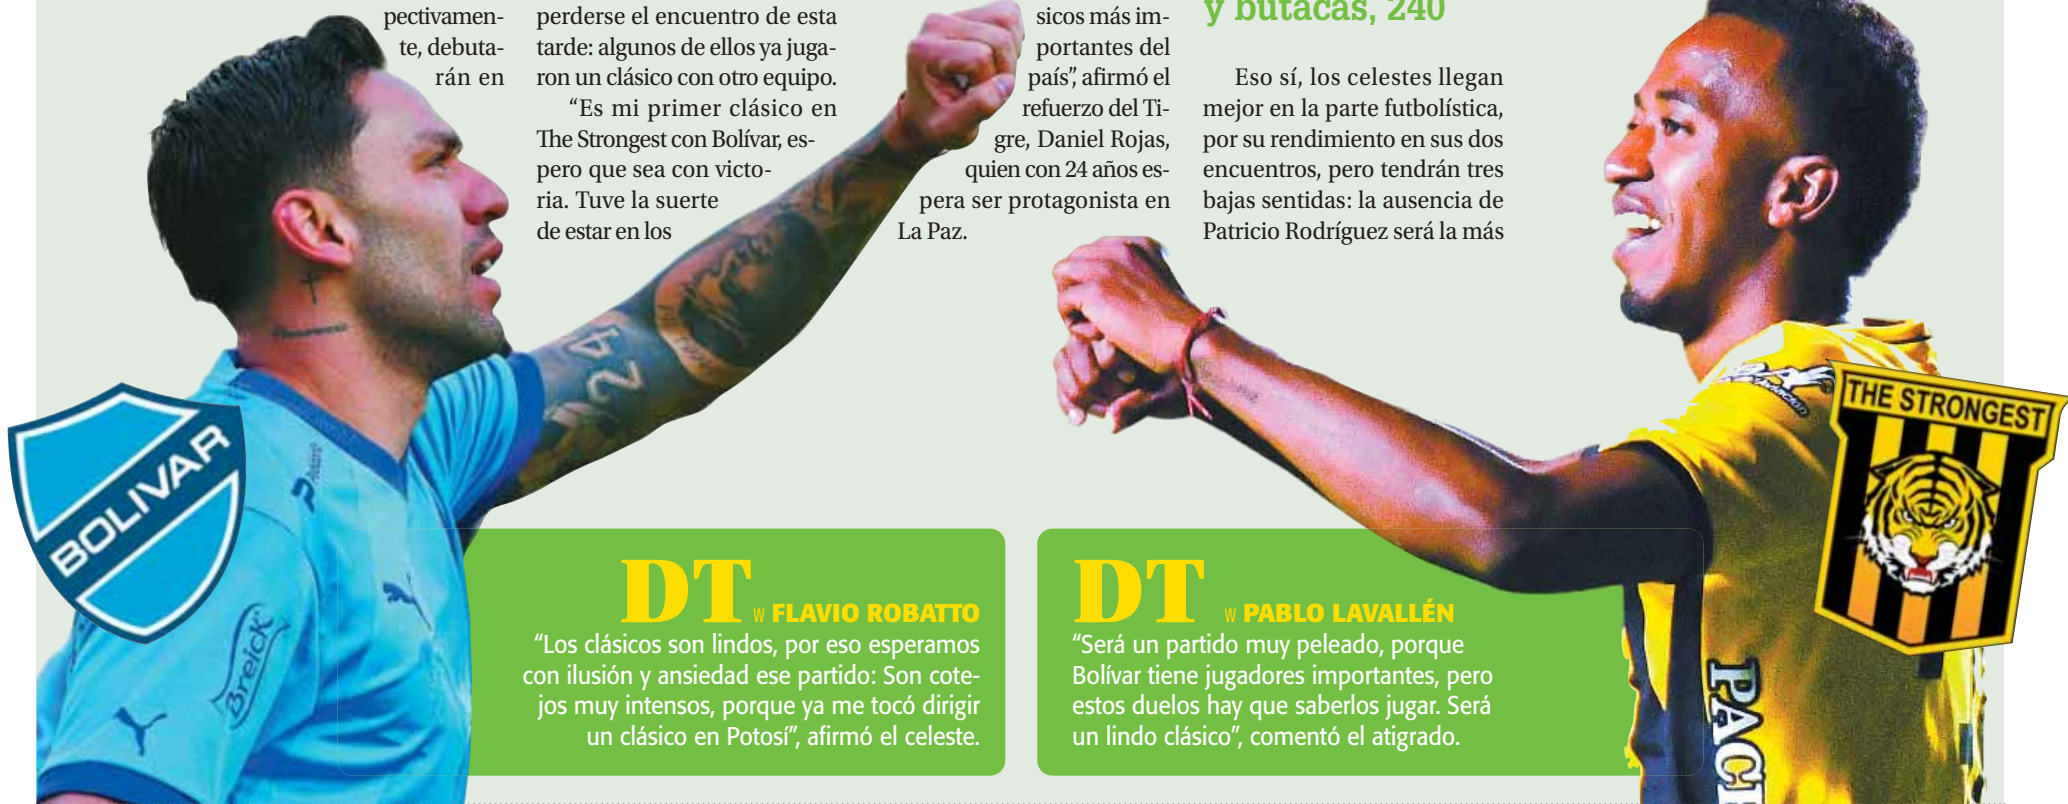 pectivamen-
te, debuta-
rán en
perderse el encuentro de esta
tarde: algunos de ellos ya juga-
ron un clásico con otro equipo.
“Es mi primer clásico en
The Strongest con Bolívar, es-
pero que sea con victo-
ria. Tuve la suerte
de estar en los
sicos más im-
portantes del
país”, afirmó el
refuerzo del Ti-
gre, Daniel Rojas,
quien con 24 años es-
pera ser protagonista en
La Paz.
y butacas, 240
Eso sí, los celestes llegan
mejor en la parte futbolística,
por su rendimiento en sus dos
encuentros, pero tendrán tres
bajas sentidas: la ausencia de
Patricio Rodríguez será la más
BOLIVAR
Breick
24
DT w FLAVIO ROBATTO
“Los clásicos son lindos, por eso esperamos
con ilusión y ansiedad ese partido: Son cote-
jos muy intensos, porque ya me tocó dirigir
un clásico en Potosí”, afirmó el celeste.
DT w PABLO LAVALLÉN
“Será un partido muy peleado, porque
Bolívar tiene jugadores importantes, pero
estos duelos hay que saberlos jugar. Será
un lindo clásico”, comentó el atigrado.
THE STRONGEST